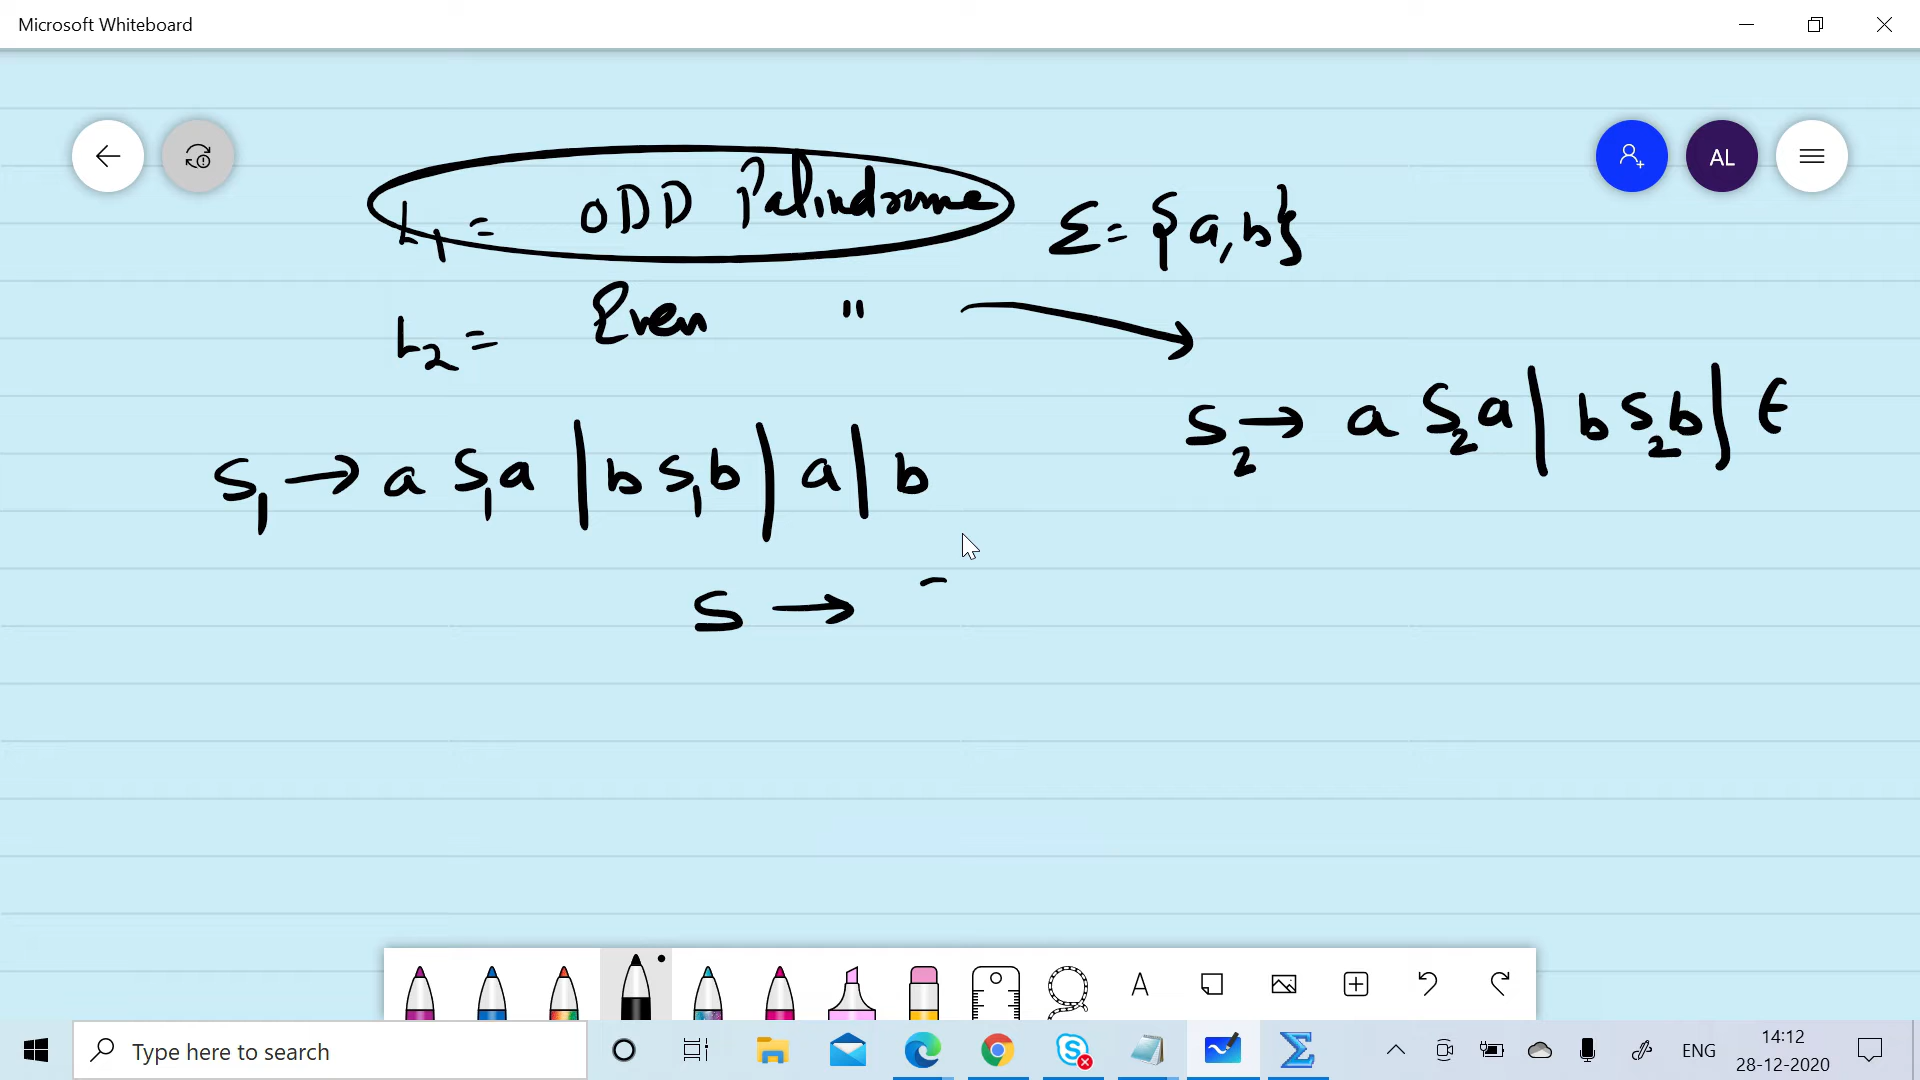 Microsoft Whiteboard
AL
L1 = ODD Palindrome Σ = {a, b}
L2 = Even "
S2 → a S2 a | b S2 b | ϵ
S1 → a S1 a | b S1 b | a | b
S →
A
Type here to search
ENG
14:12
28-12-2020